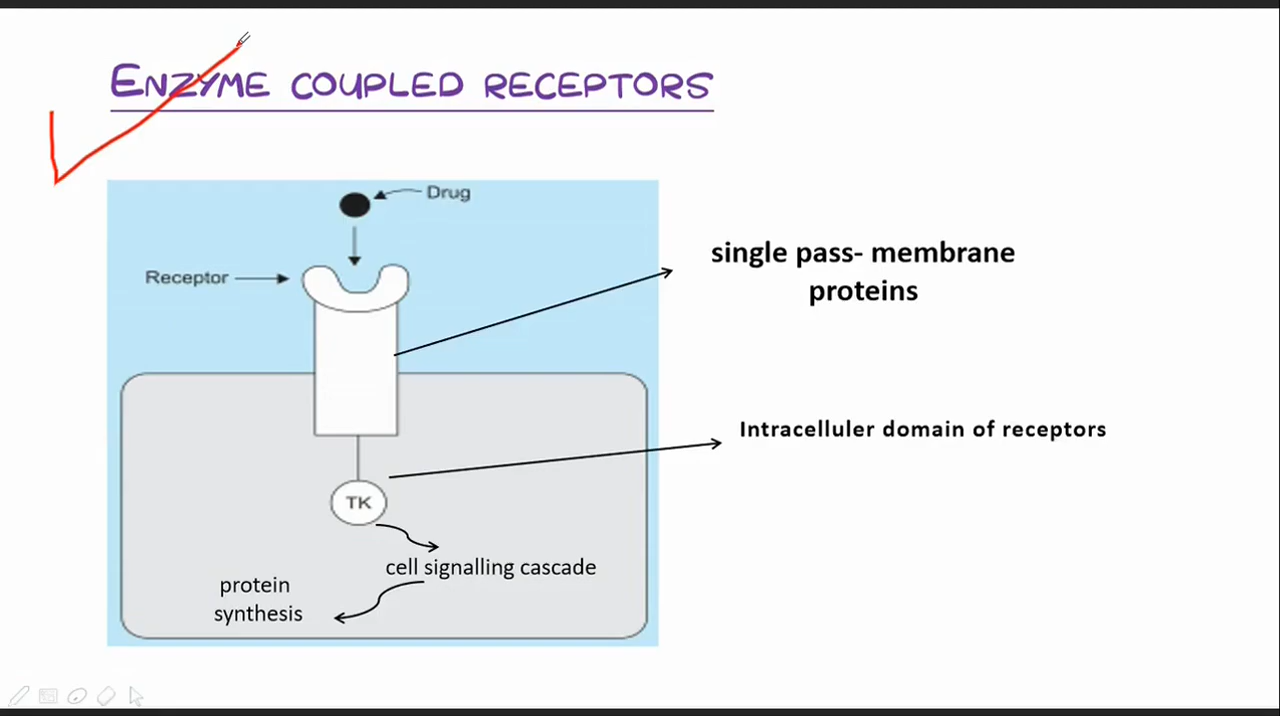 ENZYME COUPLED RECEPTORS
Drug
Receptor
single pass- membrane
proteins
Intracelluler domain of receptors
TK
cell signalling cascade
protein
synthesis